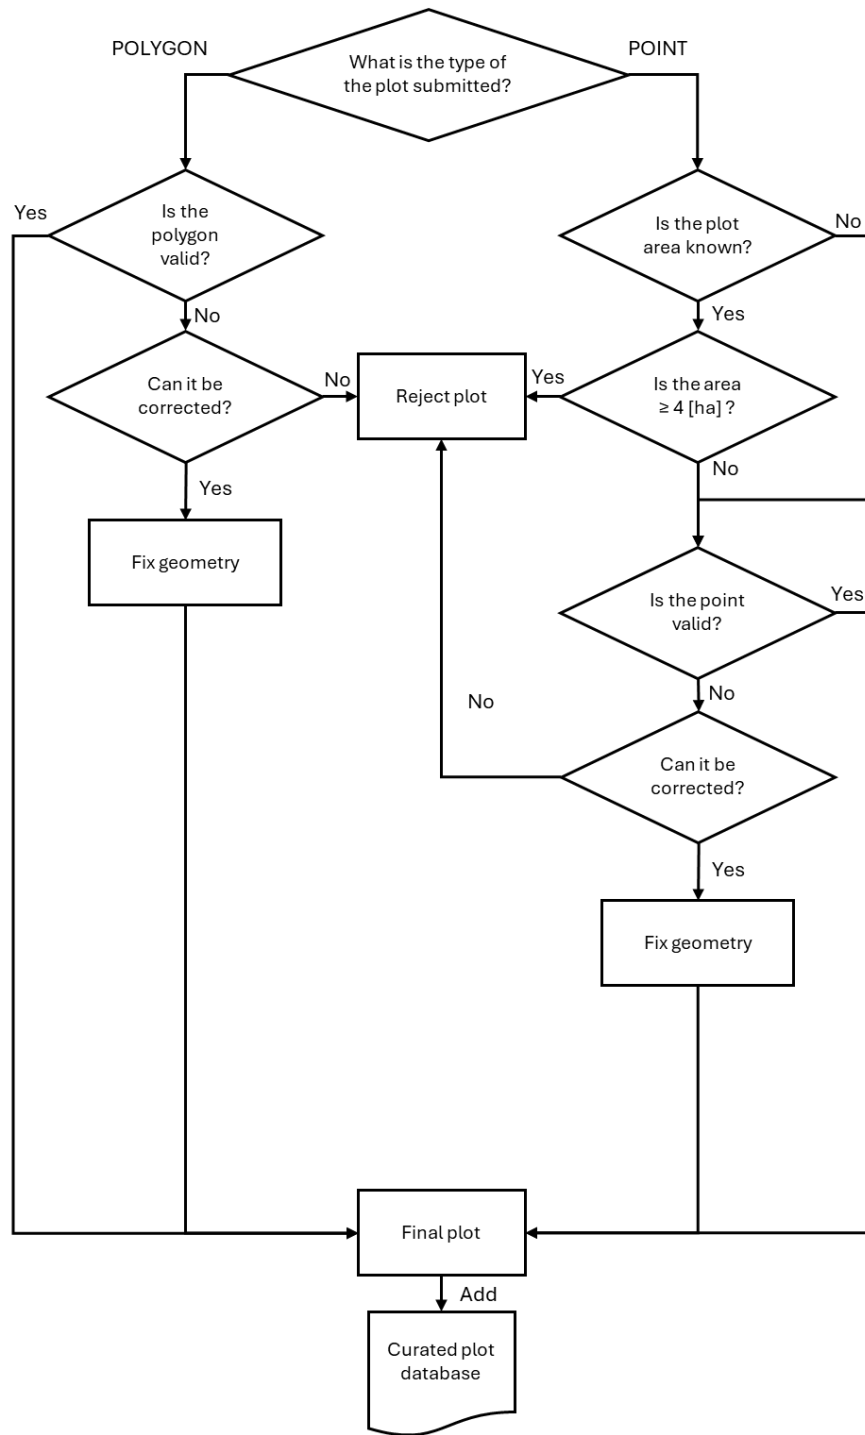 POLYGON
What is the type of
the plot submitted?
POINT
Yes
Is the
polygon
valid?
Is the plot
area known?
No
No
Yes
Can it be
corrected?
No
Reject plot
Yes
Is the area
≥ 4 [ha] ?
Yes
No
Fix geometry
Is the point
valid?
Yes
No
No
Can it be
corrected?
Yes
Fix geometry
Final plot
Add
Curated plot
database